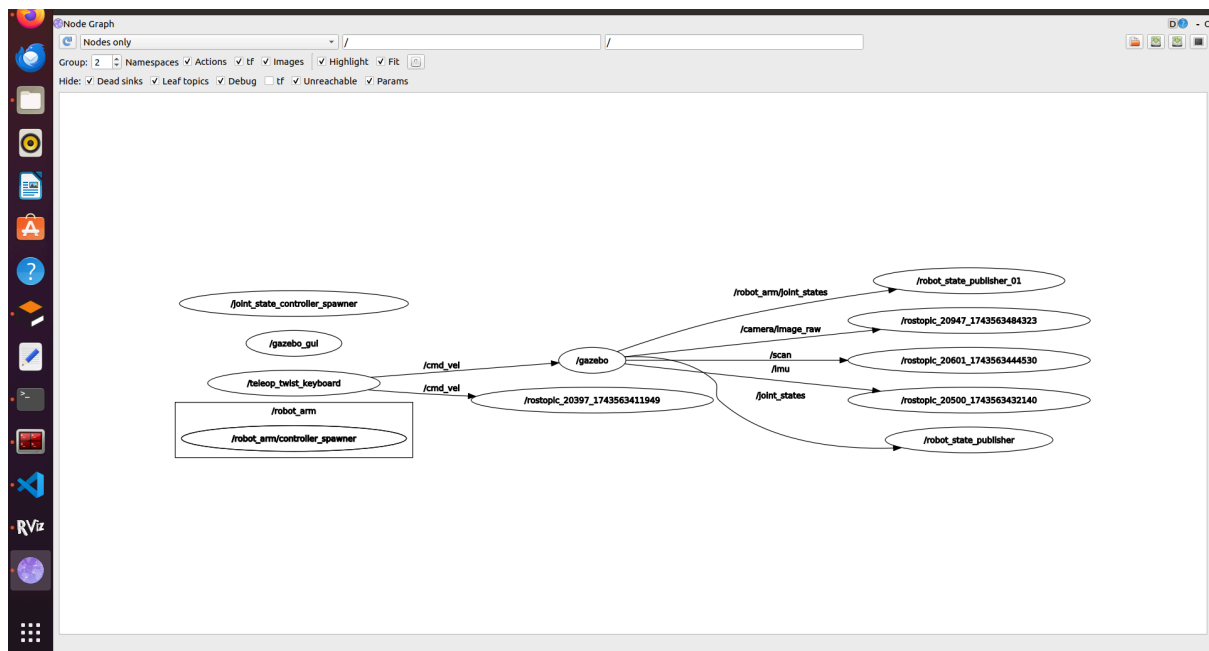 Node Graph
D - O
Nodes only / /
Group: 2 Namespaces Actions tf Images Highlight Fit
Hide: Dead sinks Leaf topics Debug tf Unreachable Params
/joint_state_controller_spawner
/gazebo_gui
/teleop_twist_keyboard
/robot_arm
/robot_arm/controller_spawner
/cmd_vel
/cmd_vel
/gazebo
/rostopic_20397_1743563411949
/robot_arm/joint_states
/camera/image_raw
/scan
/imu
/joint_states
/robot_state_publisher_01
/rostopic_20947_1743563484323
/rostopic_20601_1743563444530
/rostopic_20500_1743563432140
/robot_state_publisher
A
?
>_
RViz